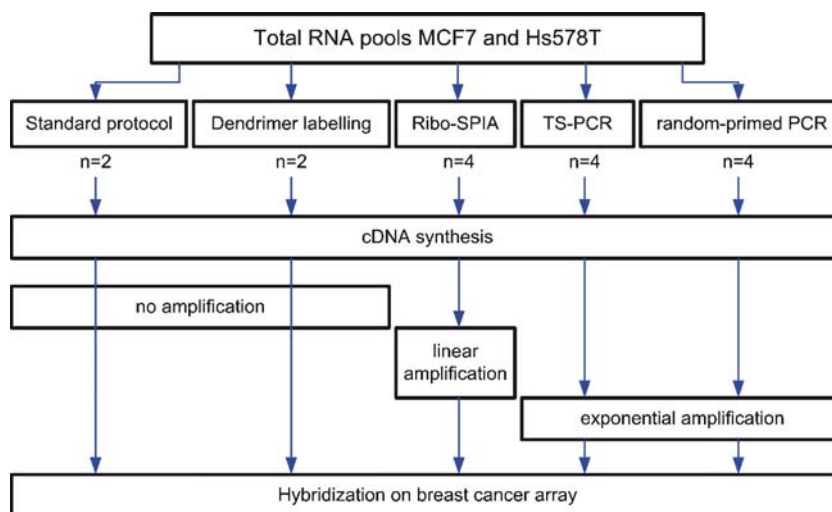 Total RNA pools MCF7 and Hs578T
Standard protocol
Dendrimer labelling
Ribo-SPIA
TS-PCR
random-primed PCR
n=2
n=2
n=4
n=4
n=4
cDNA synthesis
no amplification
linear
amplification
exponential amplification
Hybridization on breast cancer array